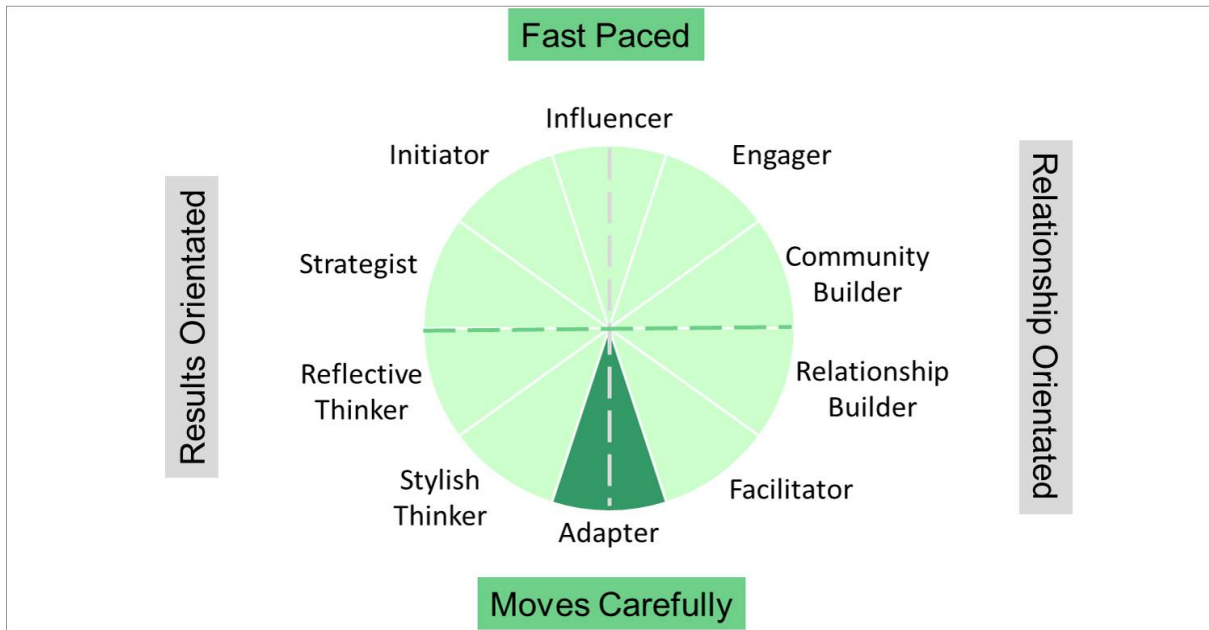 Fast Paced
Influencer
Initiator
Engager
Results Orientated
Relationship Orientated
Strategist
Community
Builder
Reflective
Thinker
Relationship
Builder
Stylish
Thinker
Facilitator
Adapter
Moves Carefully